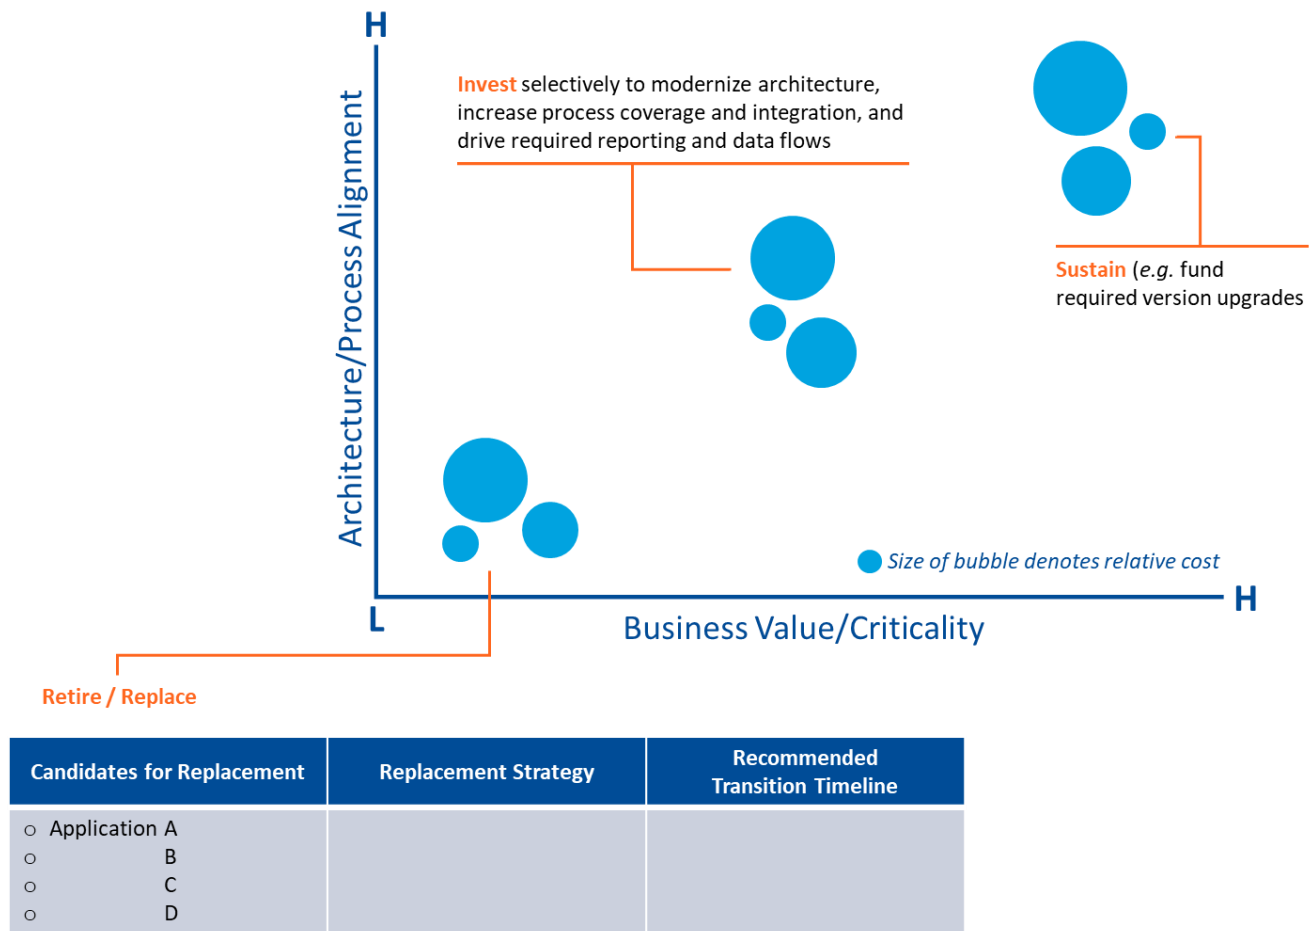 H
Invest selectively to modernize architecture,
increase process coverage and integration, and
drive required reporting and data flows
Architecture/Process Alignment
Sustain (e.g. fund
required version upgrades
Size of bubble denotes relative cost
L
H
Business Value/Criticality
Retire / Replace
Candidates for Replacement
Replacement Strategy
Recommended
Transition Timeline
○ Application A
○ B
○ C
○ D